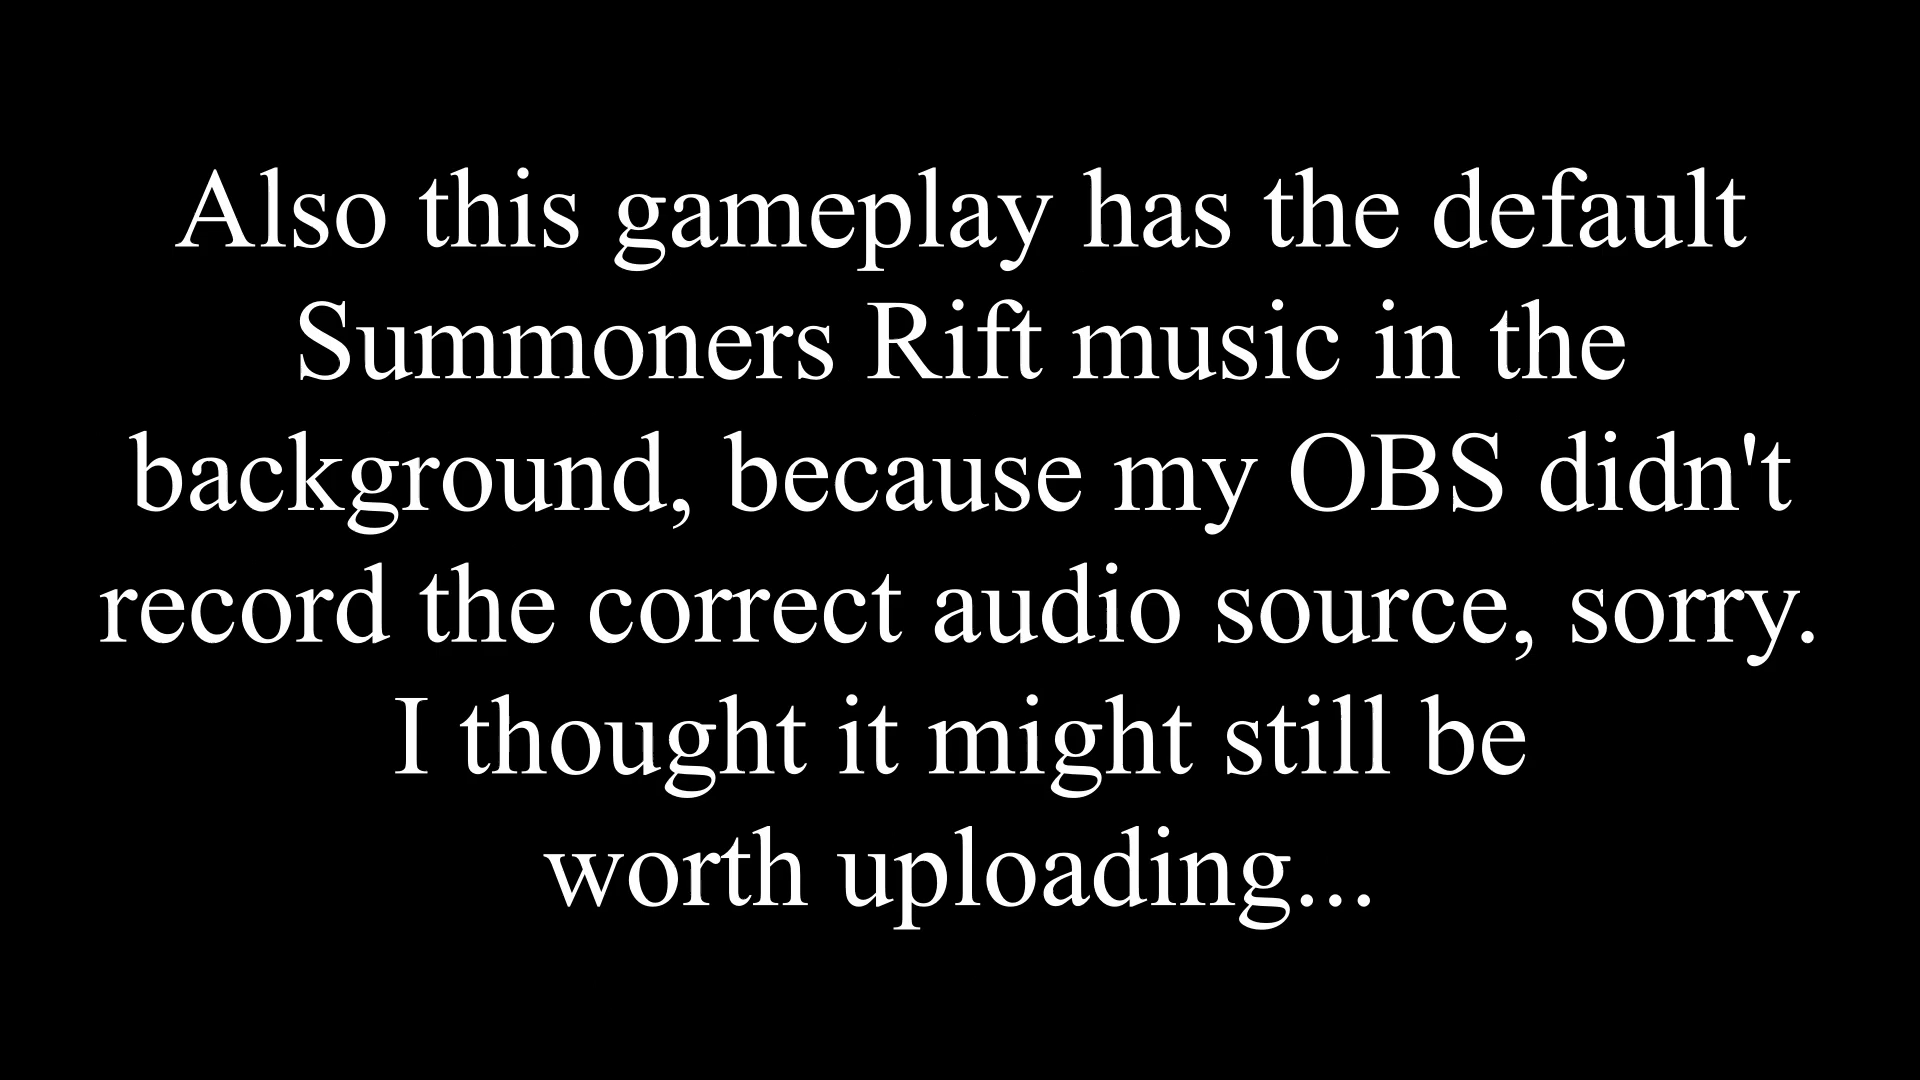 Also this gameplay has the default
Summoners Rift music in the
background, because my OBS didn't
record the correct audio source, sorry.
I thought it might still be
worth uploading...